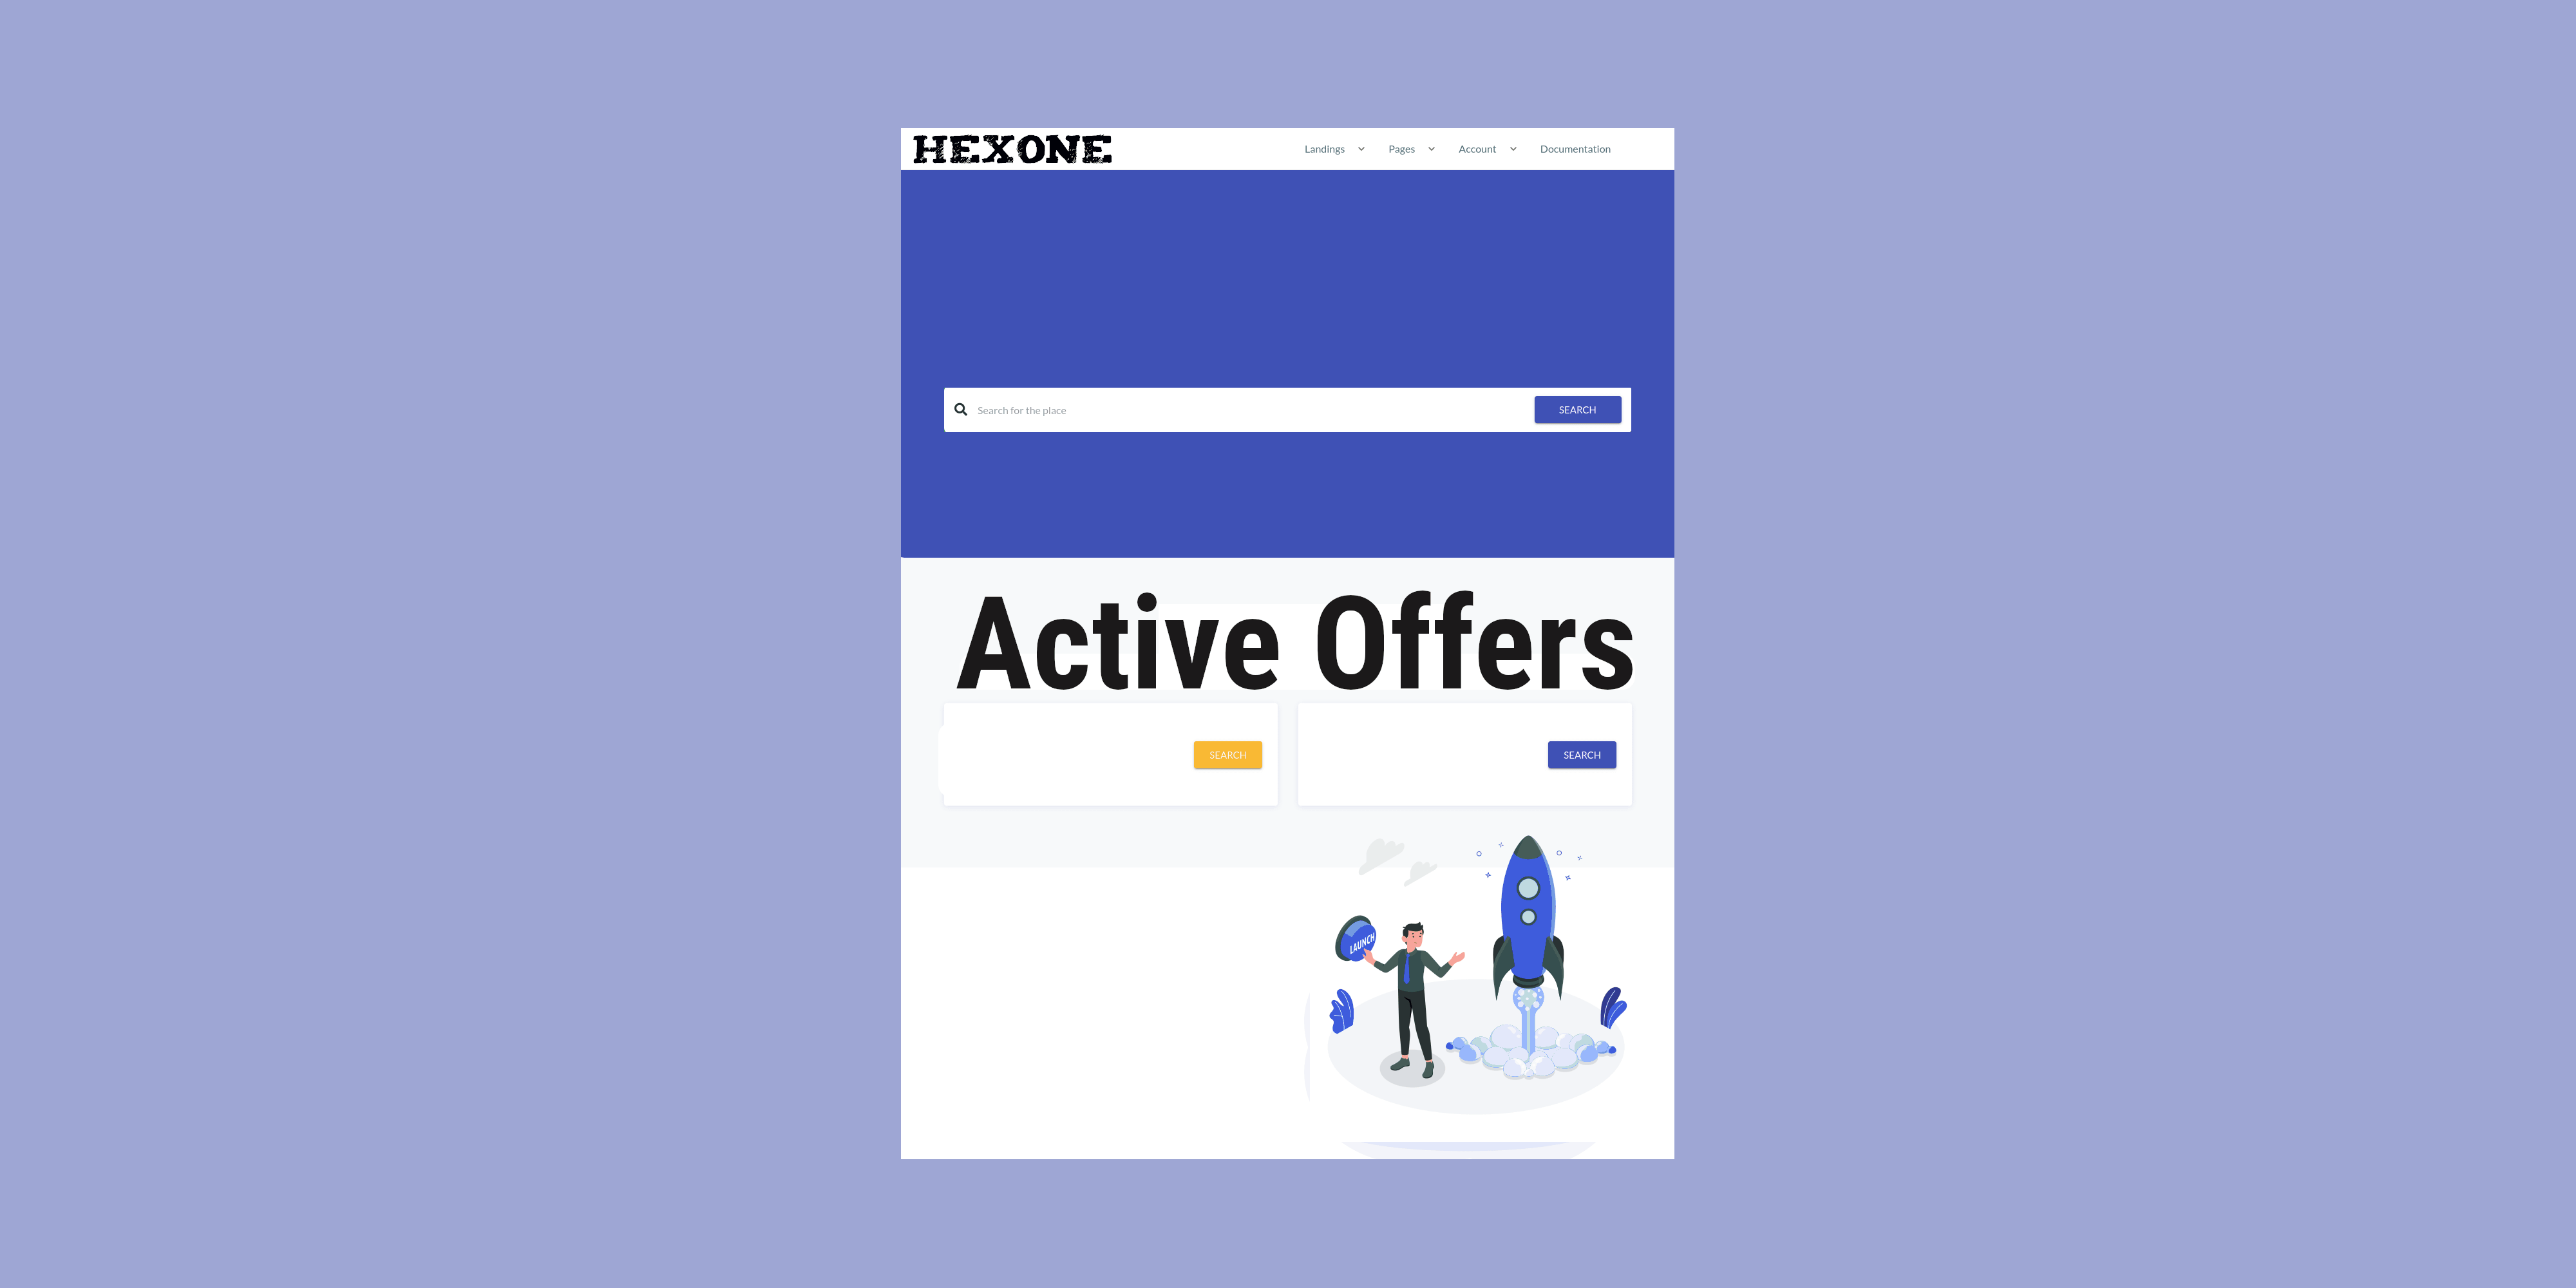 HEXONE
Landings Pages Account Documentation
Search for the place SEARCH
Active Offers
SEARCH SEARCH
LAUNCH